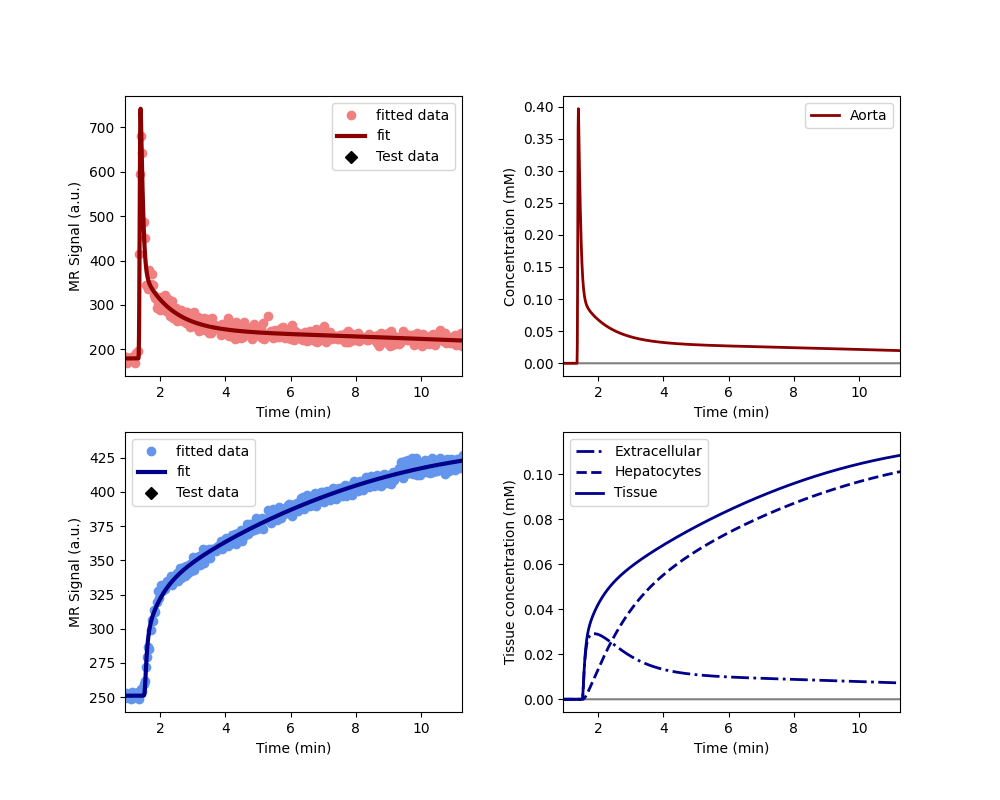 700
600
500
400
300
200
MR Signal (a.u.)
fitted data
fit
Test data
2 4 6 8 10
Time (min)
0.40
0.35
0.30
0.25
0.20
0.15
0.10
0.05
0.00
Concentration (mM)
Aorta
2 4 6 8 10
Time (min)
425
400
375
350
325
300
275
250
MR Signal (a.u.)
fitted data
fit
Test data
2 4 6 8 10
Time (min)
0.10
0.08
0.06
0.04
0.02
0.00
Tissue concentration (mM)
Extracellular
Hepatocytes
Tissue
2 4 6 8 10
Time (min)